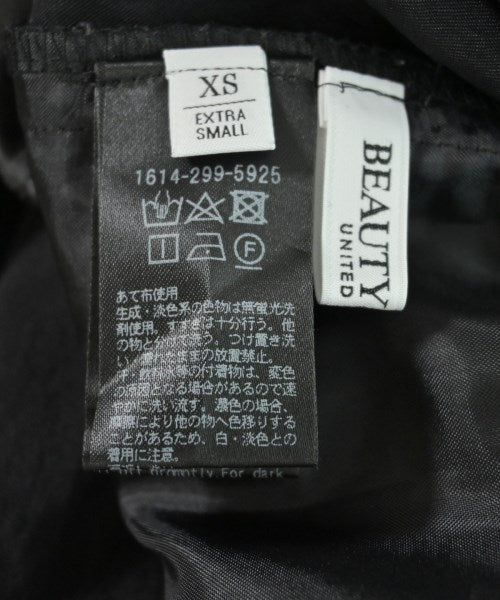 XS
EXTRA
SMALL
1614-299-5925
F
BEAUTY
UNITED
あて布使用
生成・淡色系の色物は無蛍光洗
剤使用。すすぎは十分行う。他
の物と分けて洗う。つけ置き洗
い・濡れたままの放置禁止。
の付着物は、変色
の原因となる場合があるので速
やかに洗い流す。濃色の場合、
摩擦により他の物へ色移りする
ことがあるため、白・淡色との
着用に注意。
promptly.For dark